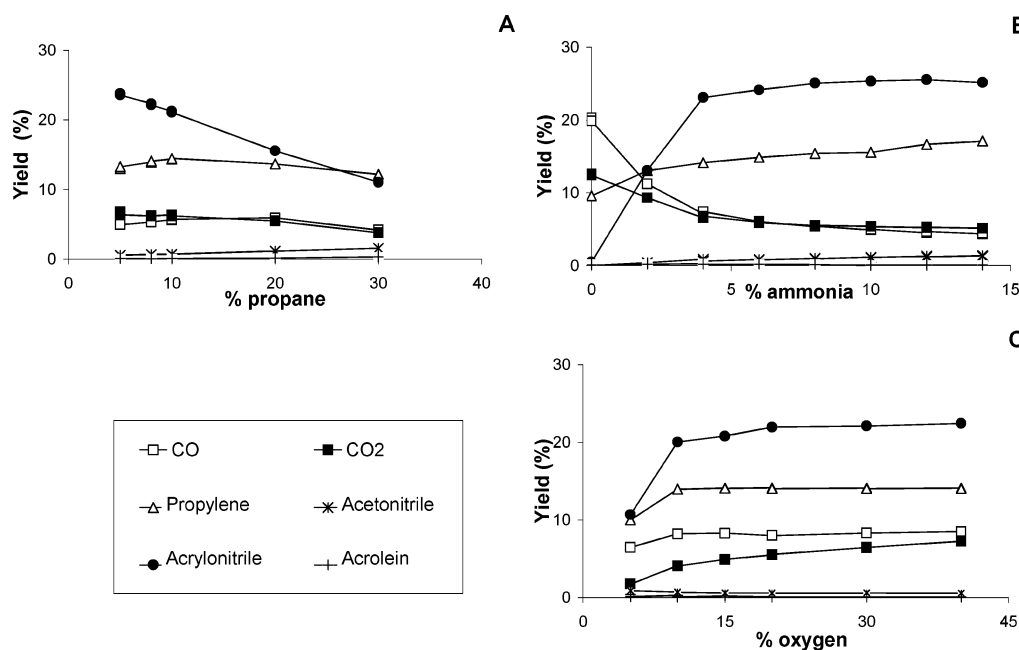 A
30
20
10
0
Yield (%)
0 10 20 30 40
% propane
B
30
20
10
0
Yield (%)
0 5 10 15
% ammonia
C
30
20
10
0
Yield (%)
0 15 30 45
% oxygen
CO CO2
Propylene Acetonitrile
Acrylonitrile Acrolein